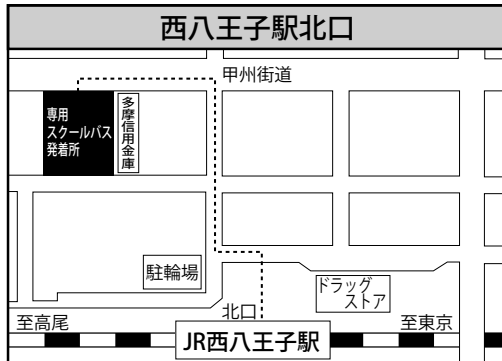 西八王子駅北口
甲州街道
専用
スクールバス
発着所
多摩信用金庫
駐輪場
ドラッグ
ストア
北口
至高尾
至東京
JR西八王子駅